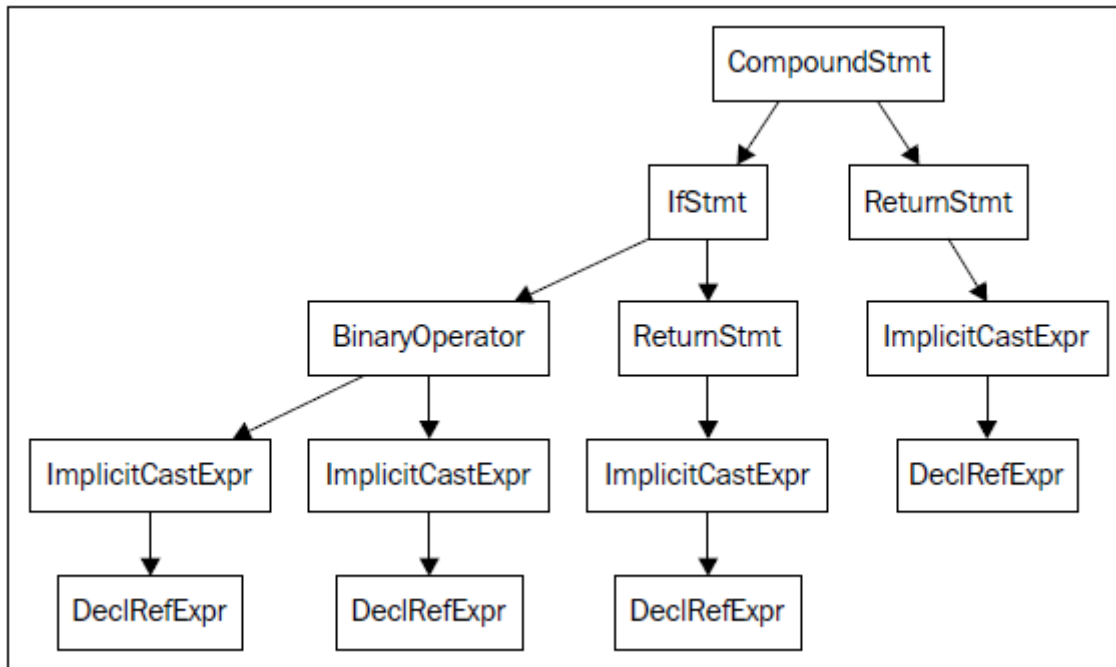 CompoundStmt
IfStmt
ReturnStmt
BinaryOperator
ReturnStmt
ImplicitCastExpr
ImplicitCastExpr
ImplicitCastExpr
ImplicitCastExpr
DeclRefExpr
DeclRefExpr
DeclRefExpr
DeclRefExpr